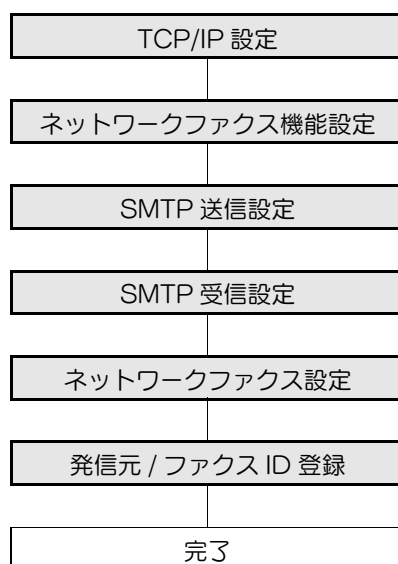 TCP/IP 設定
ネットワークファクス機能設定
SMTP 送信設定
SMTP 受信設定
ネットワークファクス設定
発信元 / ファクス ID 登録
完了